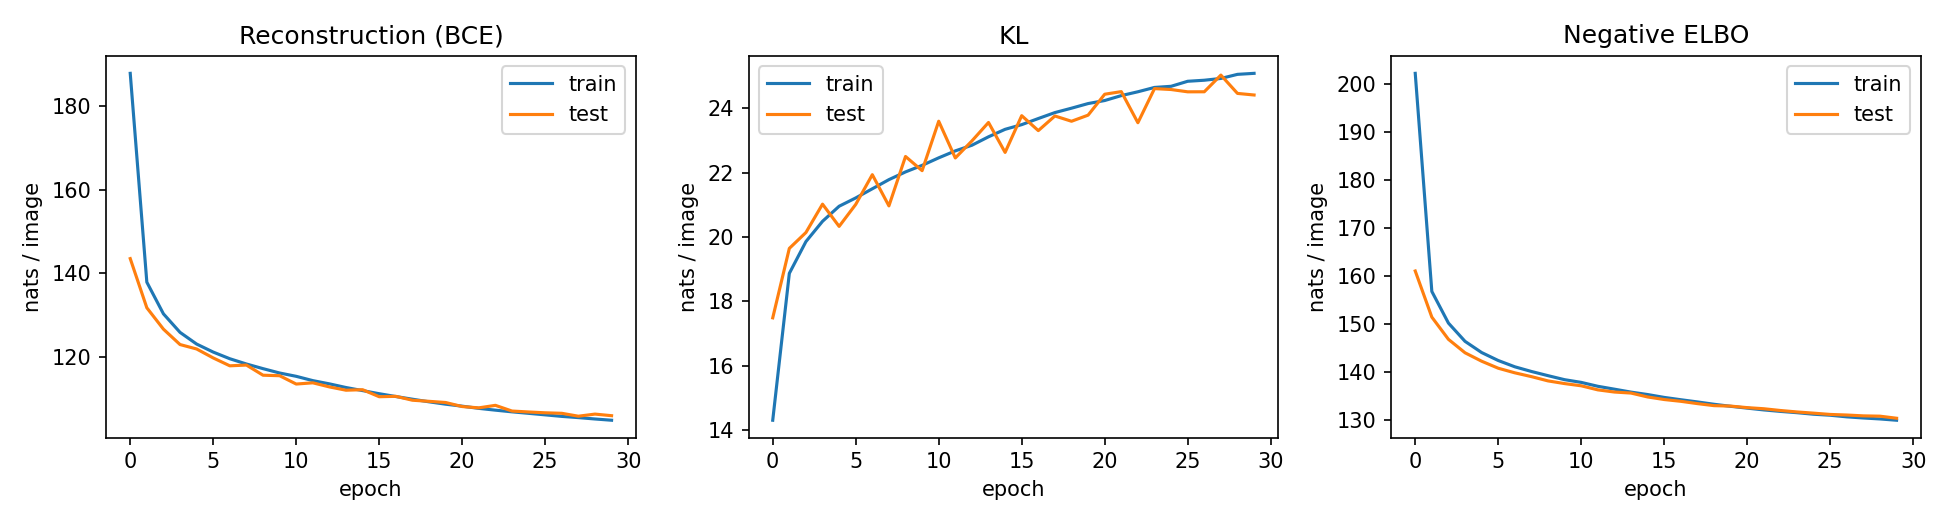 Reconstruction (BCE)
nats / image
180
160
140
120
train
test
0 5 10 15 20 25 30
epoch
KL
nats / image
24
22
20
18
16
14
train
test
0 5 10 15 20 25 30
epoch
Negative ELBO
nats / image
200
190
180
170
160
150
140
130
train
test
0 5 10 15 20 25 30
epoch